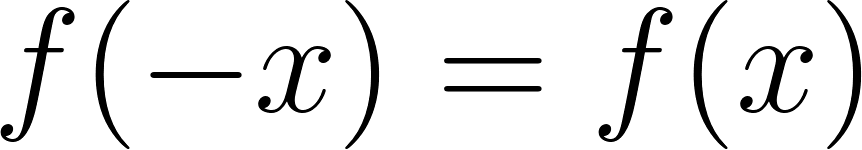 f(−x) = f(x)